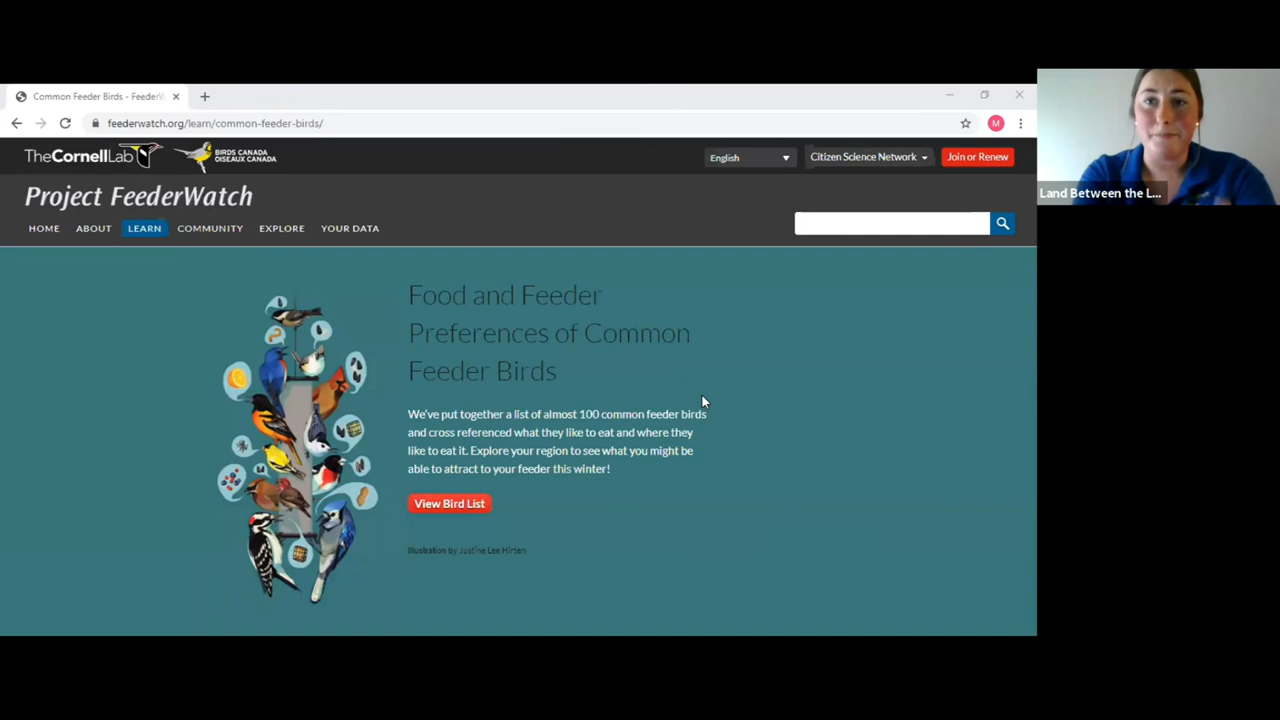 Common Feeder Birds - FeederW
feederwatch.org/learn/common-feeder-birds/
M
TheCornellLab
BIRDS CANADA
OISEAUX CANADA
English
Citizen Science Network
Join or Renew
Project FeederWatch
HOME ABOUT LEARN COMMUNITY EXPLORE YOUR DATA
Food and Feeder
Preferences of Common
Feeder Birds
We've put together a list of almost 100 common feeder birds
and cross referenced what they like to eat and where they
like to eat it. Explore your region to see what you might be
able to attract to your feeder this winter!
View Bird List
Illustration by Justine Lee Hirten
Land Between the L...